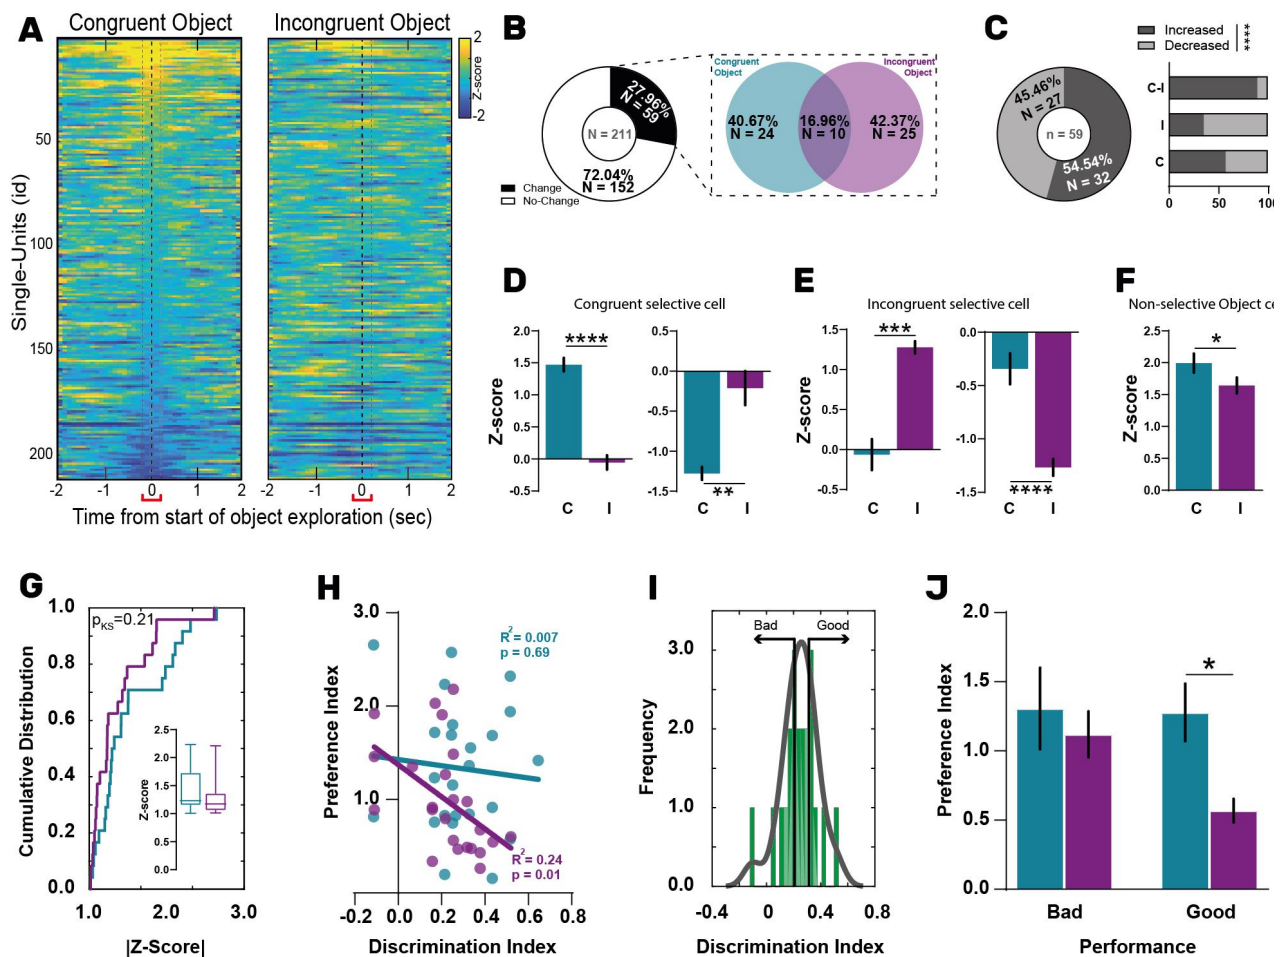 A
Congruent Object
Incongruent Object
2
Z-score
-2
Single-Units (id)
50
100
150
200
-2
-1
0
1
2
-2
-1
0
1
2
Time from start of object exploration (sec)
B
27.96%
N = 59
N = 211
72.04%
N = 152
Change
No-Change
Congruent
Object
Incongruent
Object
40.67%
N = 24
16.96%
N = 10
42.37%
N = 25
C
Increased
Decreased
****
45.46%
N = 27
n = 59
54.54%
N = 32
C-I
I
C
0
50
100
D
Congruent selective cell
Z-score
2.0
1.5
1.0
0.5
0.0
-0.5
****
C
I
0.5
0.0
-0.5
-1.0
-1.5
**
C
I
E
Incongruent selective cell
Z-score
1.5
1.0
0.5
0.0
-0.5
***
C
I
0.0
-0.5
-1.0
-1.5
****
C
I
F
Non-selective Object ce
Z-score
2.5
2.0
1.5
1.0
0.5
0.0
*
C
I
G
Cumulative Distribution
1.0
0.8
0.6
0.4
0.2
0.0
pKS=0.21
Z-score
2.5
2.0
1.5
1.0
0.5
0.0
1.0
2.0
3.0
|Z-Score|
H
Preference Index
3.0
2.0
1.0
R2 = 0.007
p = 0.69
R2 = 0.24
p = 0.01
-0.2
0.0
0.2
0.4
0.6
0.8
Discrimination Index
I
Frequency
3.0
2.0
1.0
0.0
Bad
Good
-0.4
0
0.4
0.8
Discrimination Index
J
Preference Index
2.0
1.5
1.0
0.5
0.0
*
Bad
Good
Performance